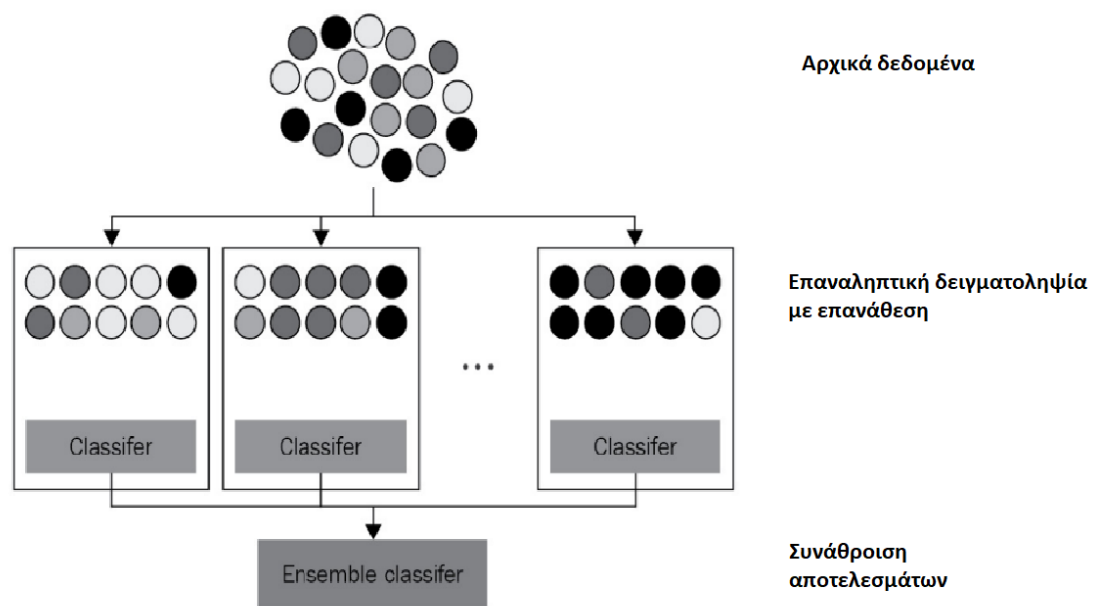 Αρχικά δεδομένα
Επαναληπτική δειγματοληψία
με επανάθεση
...
Classifer
Classifer
Classifer
Συνάθροιση
αποτελεσμάτων
Ensemble classifer